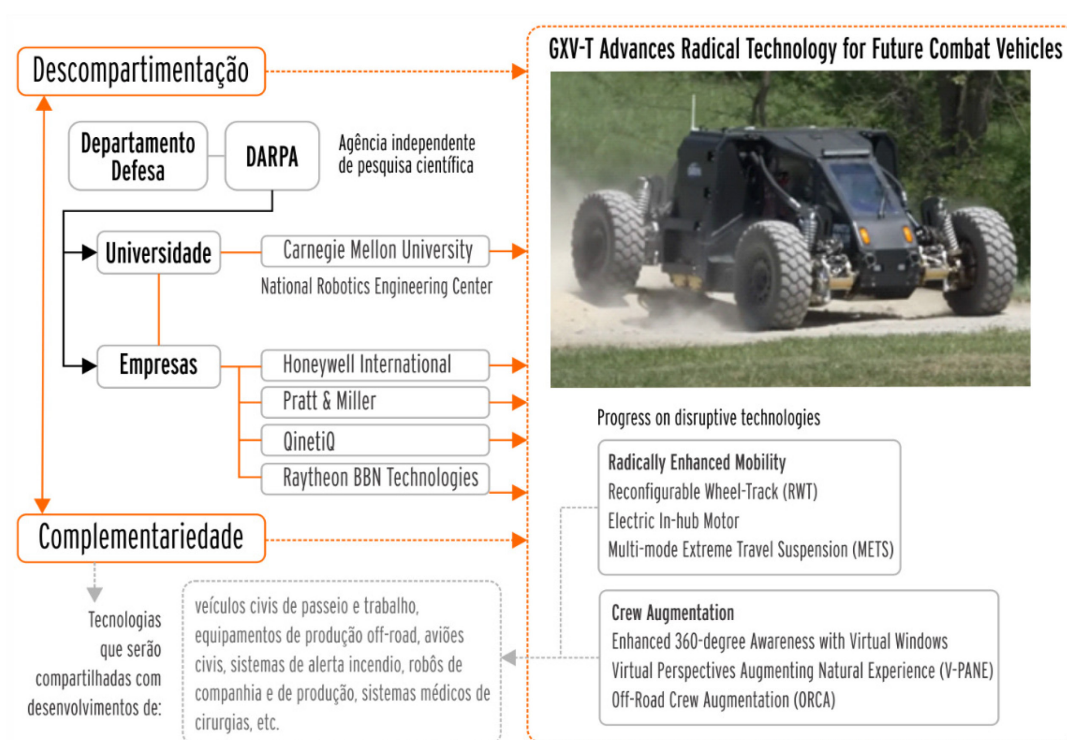 GXV-T Advances Radical Technology for Future Combat Vehicles
Descompartimentação
Departamento
Defesa
DARPA
Agência independente
de pesquisa científica
Universidade
Carnegie Mellon University
National Robotics Engineering Center
Empresas
Honeywell International
Pratt & Miller
QinetiQ
Raytheon BBN Technologies
Complementariedade
Tecnologias
que serão
compartilhadas com
desenvolvimentos de:
veículos civis de passeio e trabalho,
equipamentos de produção off-road, aviões
civis, sistemas de alerta incendio, robôs de
companhia e de produção, sistemas médicos de
cirurgias, etc.
Progress on disruptive technologies
Radically Enhanced Mobility
Reconfigurable Wheel-Track (RWT)
Electric In-hub Motor
Multi-mode Extreme Travel Suspension (METS)
Crew Augmentation
Enhanced 360-degree Awareness with Virtual Windows
Virtual Perspectives Augmenting Natural Experience (V-PANE)
Off-Road Crew Augmentation (ORCA)